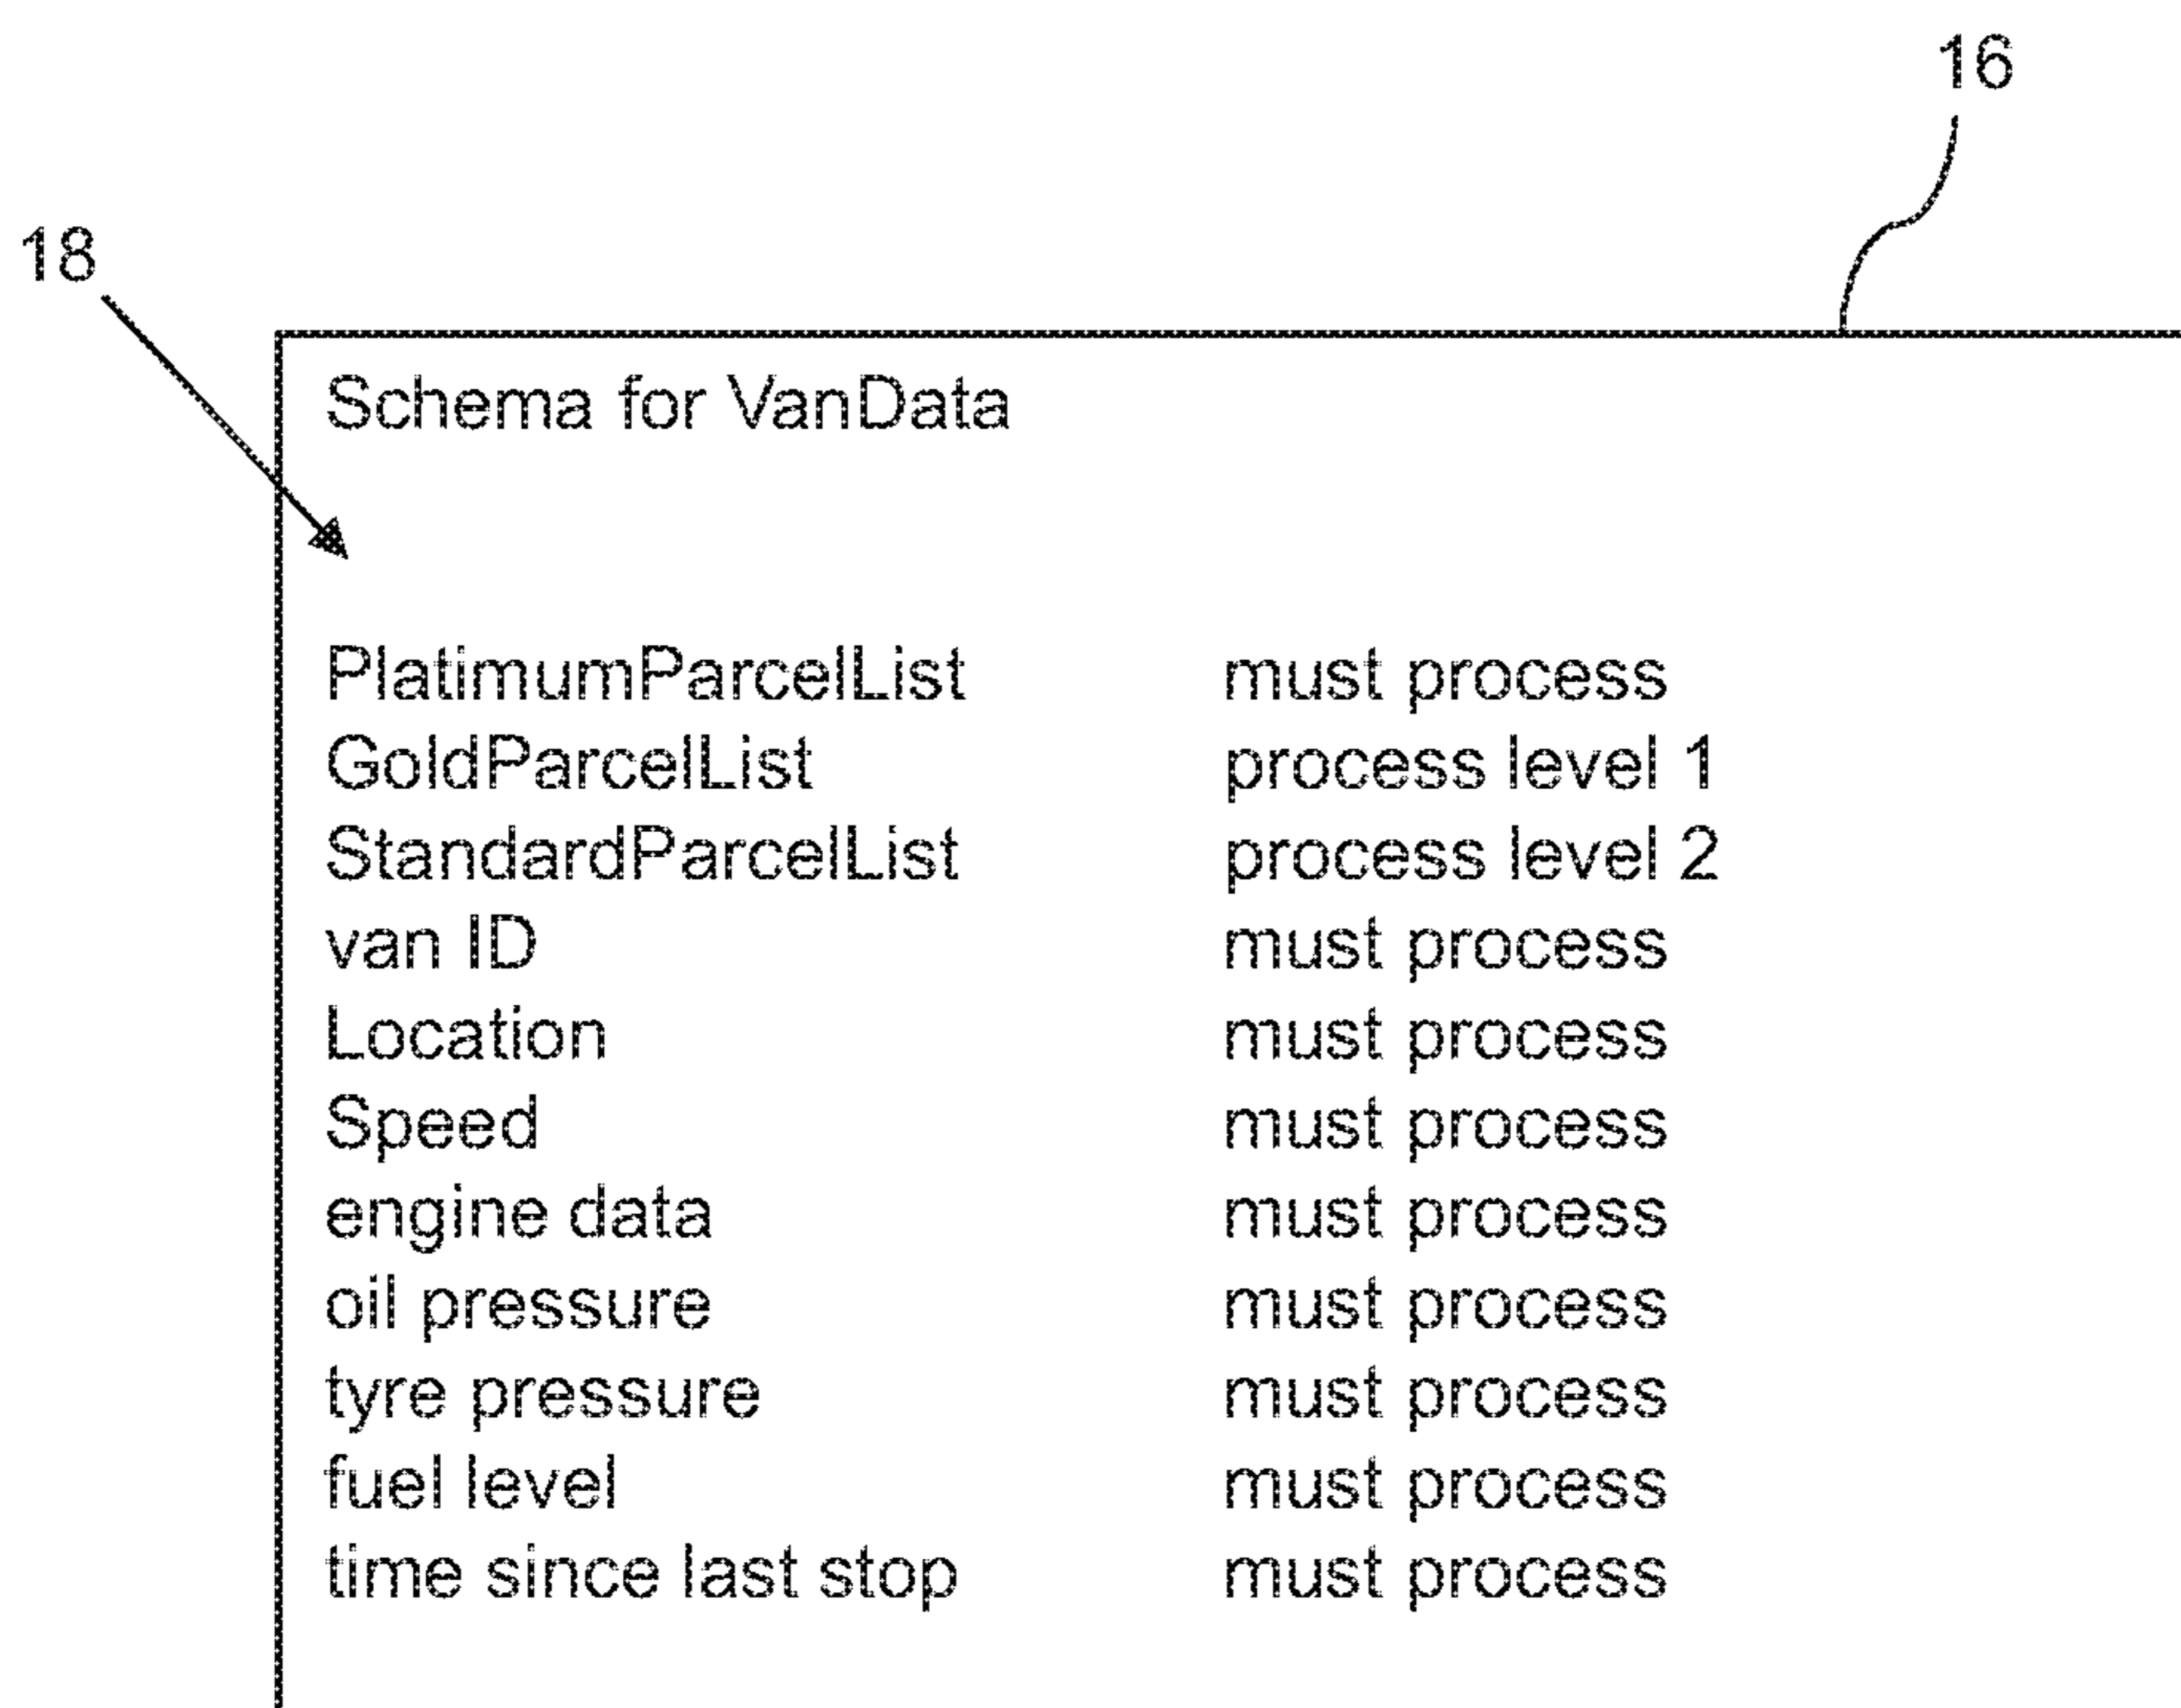 16
18
Schema for VanData
PlatimumParcelList must process
GoldParcelList process level 1
StandardParcelList process level 2
van ID must process
Location must process
Speed must process
engine data must process
oil pressure must process
tyre pressure must process
fuel level must process
time since last stop must process